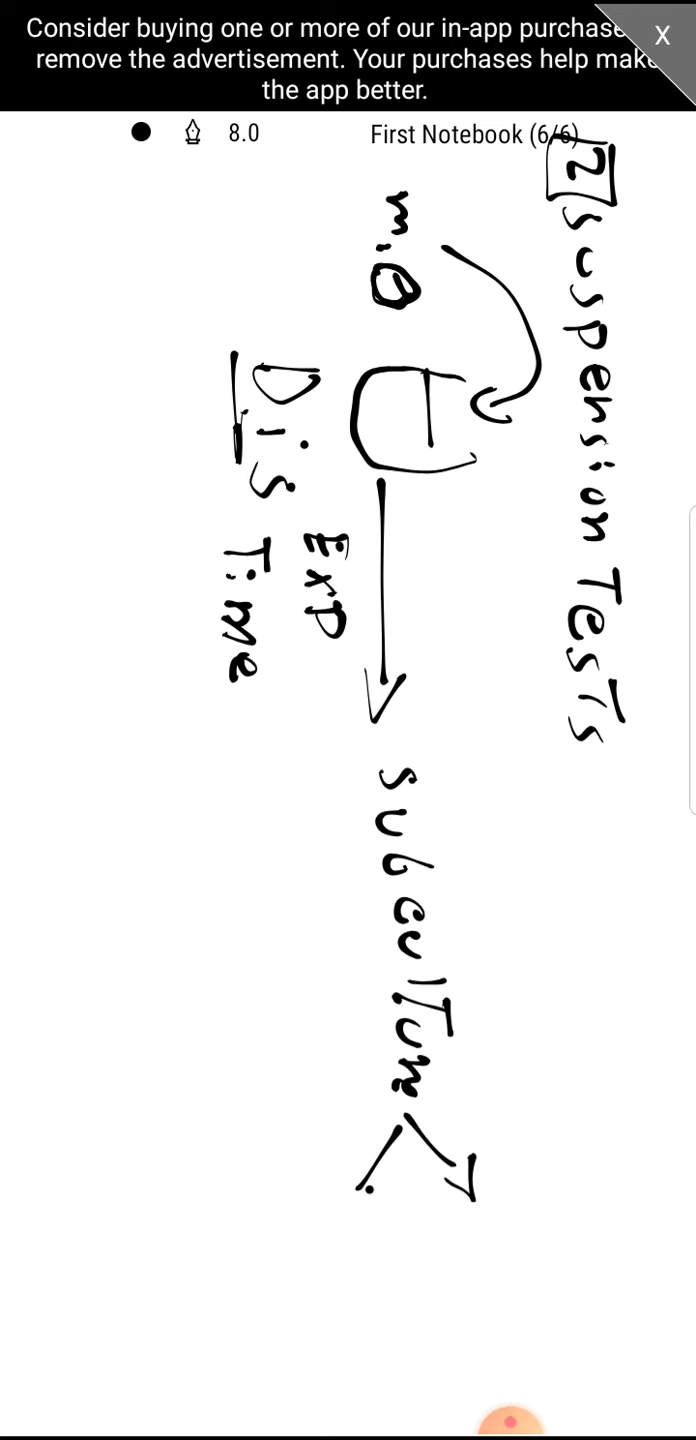 Consider buying one or more of our in-app purchase
remove the advertisement. Your purchases help make
the app better.
X
8.0
First Notebook (6/6)
2 Suspension Tests
m.O
Dis
Exp
Time
Subculture